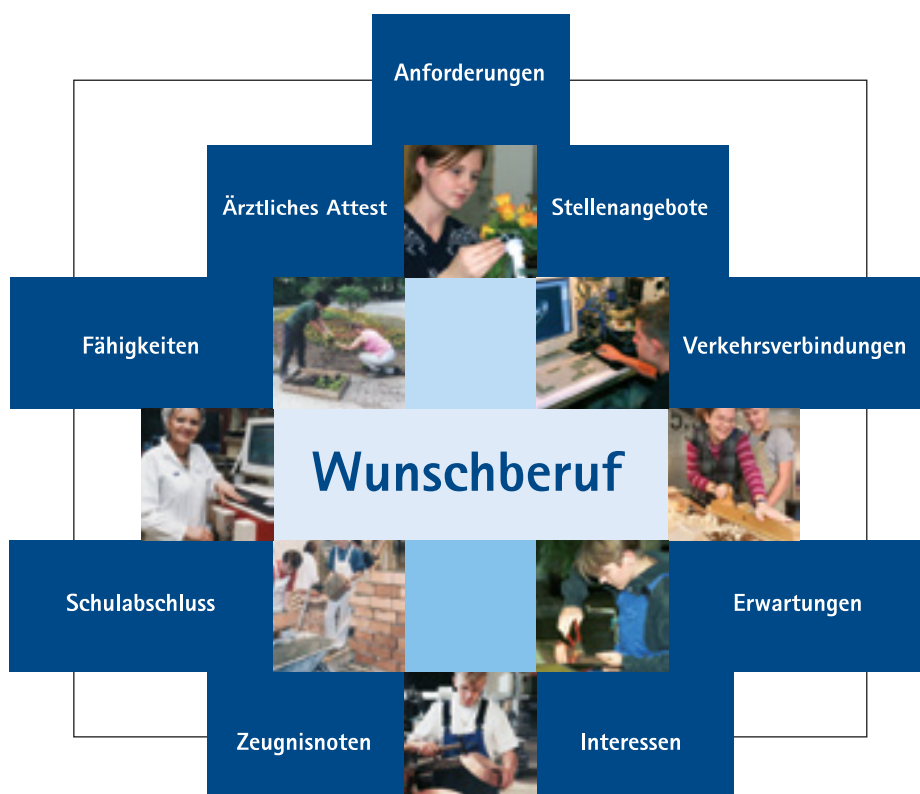 Anforderungen
Ärztliches Attest
Stellenangebote
Fähigkeiten
Verkehrsverbindungen
Wunschberuf
Schulabschluss
Erwartungen
Zeugnisnoten
Interessen